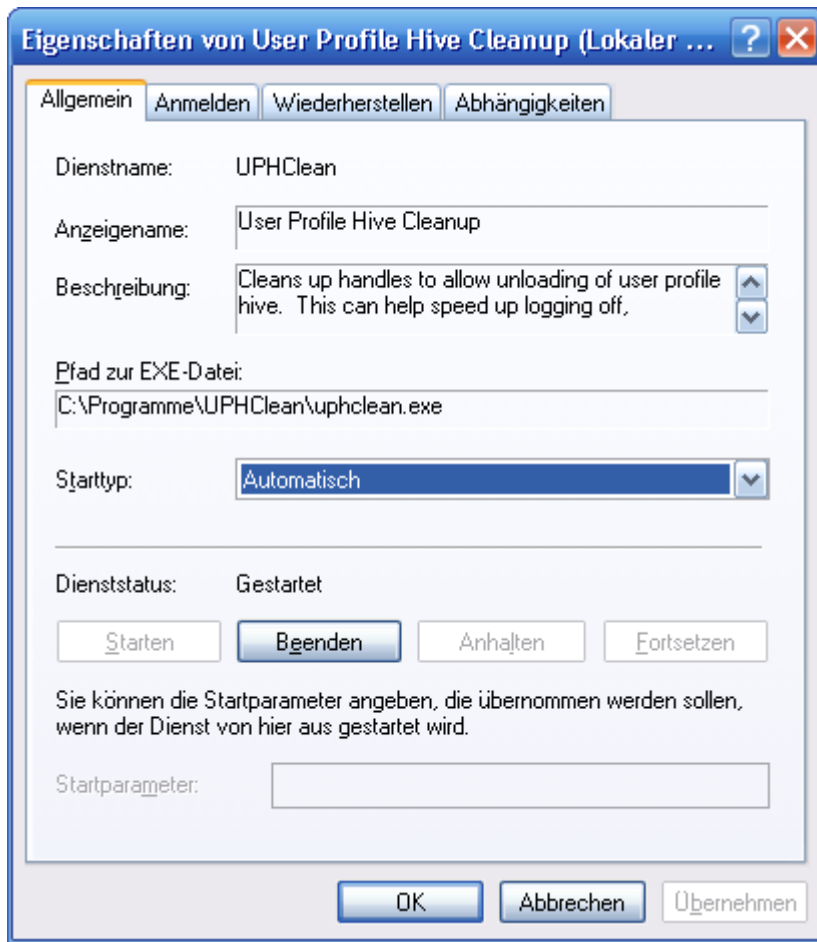 Eigenschaften von User Profile Hive Cleanup (Lokaler ...
Allgemein Anmelden Wiederherstellen Abhängigkeiten
Dienstname: UPHClean
Anzeigename: User Profile Hive Cleanup
Beschreibung: Cleans up handles to allow unloading of user profile
hive. This can help speed up logging off,
Pfad zur EXE-Datei:
C:\Programme\UPHClean\uphclean.exe
Starttyp: Automatisch
Dienststatus: Gestartet
Starten Beenden Anhalten Fortsetzen
Sie können die Startparameter angeben, die übernommen werden sollen,
wenn der Dienst von hier aus gestartet wird.
Startparameter:
OK Abbrechen Übernehmen